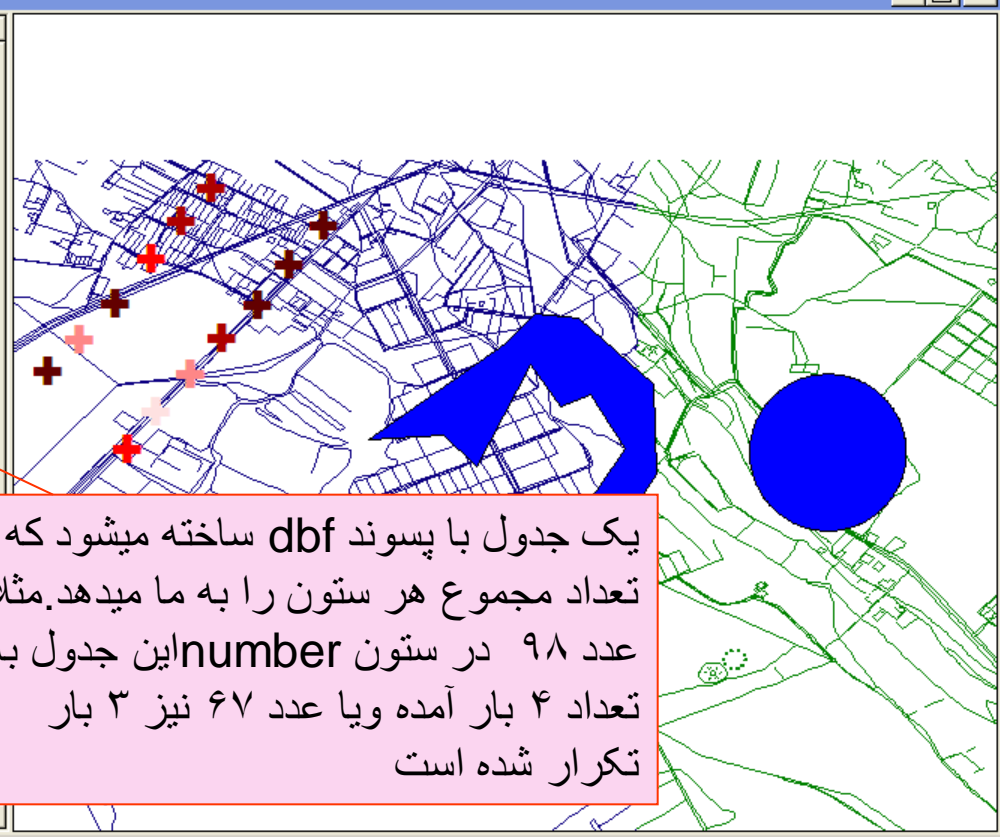 یک جدول با پسوند dbf ساخته میشود که
تعداد مجموع هر ستون را به ما میدهد.مثلا
عدد ۹۸ در ستون numberاین جدول به
تعداد ۴ بار آمده ویا عدد ۶۷ نیز ۳ بار
تکرار شده است